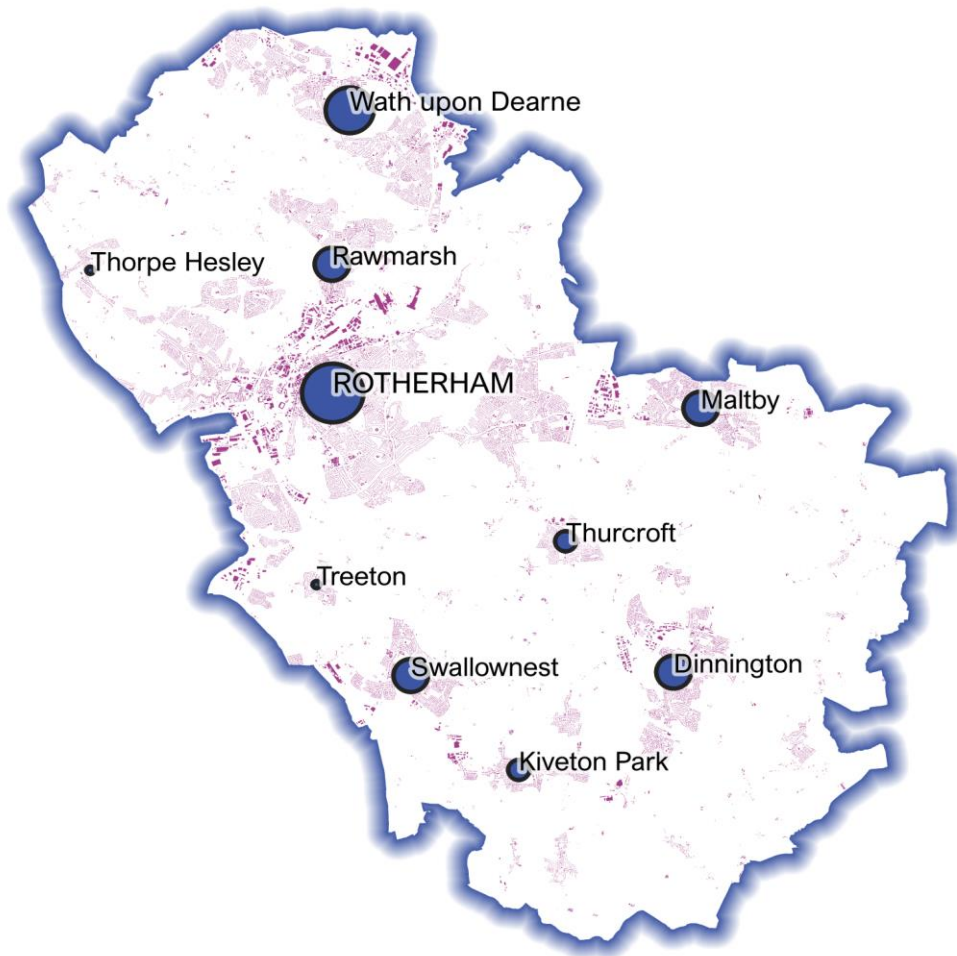 Wath upon Dearne
Thorpe Hesley
Rawmarsh
ROTHERHAM
Maltby
Thurcroft
Treeton
Swallownest
Dinnington
Kiveton Park